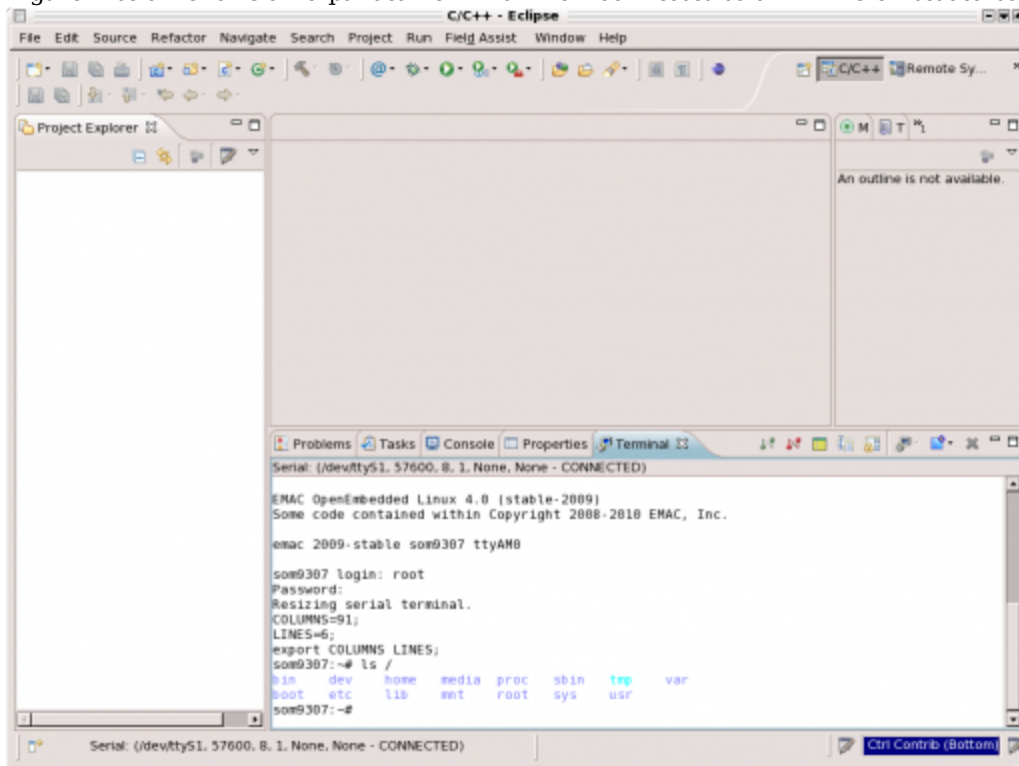 C/C++ - Eclipse
File Edit Source Refactor Navigate Search Project Run Field Assist Window Help
C/C++ Remote Sy...
Project Explorer
M T
An outline is not available.
Problems Tasks Console Properties Terminal
Serial: (/dev/ttyS1, 57600, 8, 1, None, None - CONNECTED)
EMAC OpenEmbedded Linux 4.0 (stable-2009)
Some code contained within Copyright 2008-2010 EMAC, Inc.
emac 2009-stable som9307 ttyAM0
som9307 login: root
Password:
Resizing serial terminal.
COLUMNS=91;
LINES=6;
export COLUMNS LINES;
som9307:~# ls /
bin dev home media proc sbin tmp var
boot etc lib mnt root sys usr
som9307:~#
Serial: (/dev/ttyS1, 57600, 8, 1, None, None - CONNECTED)
Ctrl Contrib (Bottom)